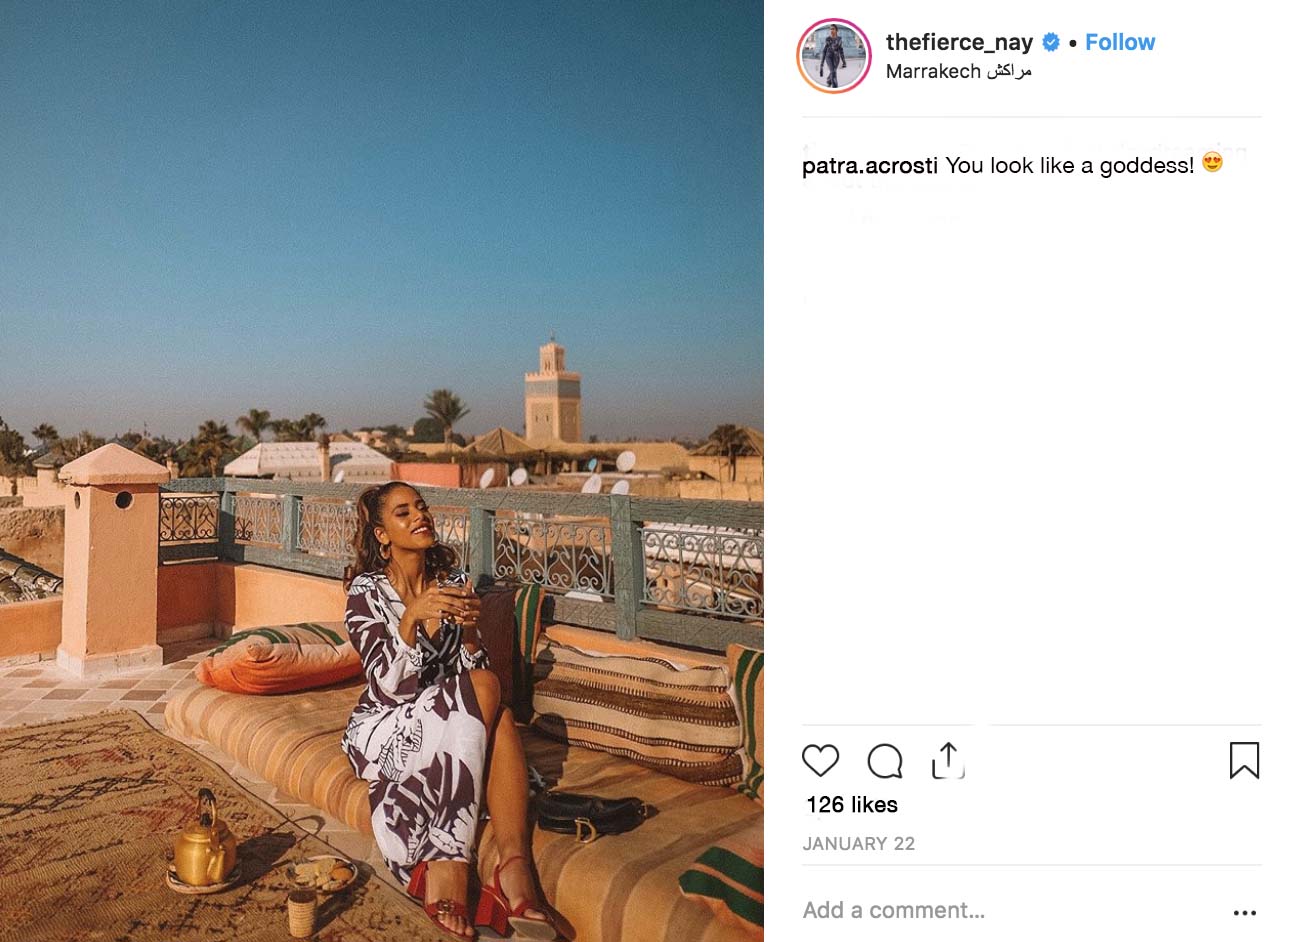 thefierce_nay • Follow
Marrakech مراكش
patra.acrosti You look like a goddess! 😍
126 likes
JANUARY 22
Add a comment...